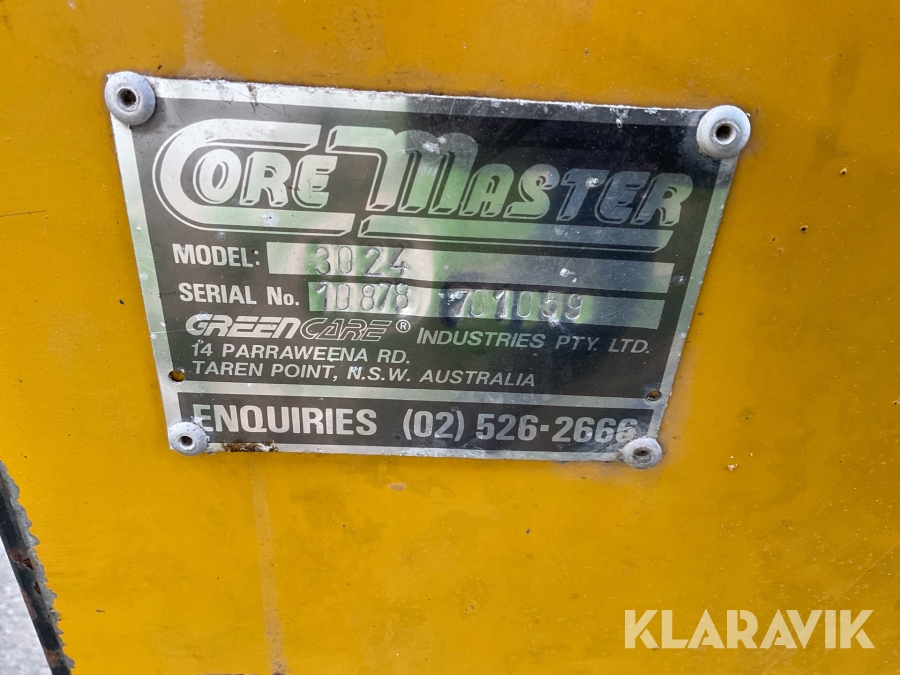 CORE MASTER
MODEL: 3024
SERIAL No. 10878 701059
GREENCARE® INDUSTRIES PTY. LTD.
14 PARRAWEENA RD.
TAREN POINT, N.S.W. AUSTRALIA
ENQUIRIES (02) 526-2666
KLARAVIK